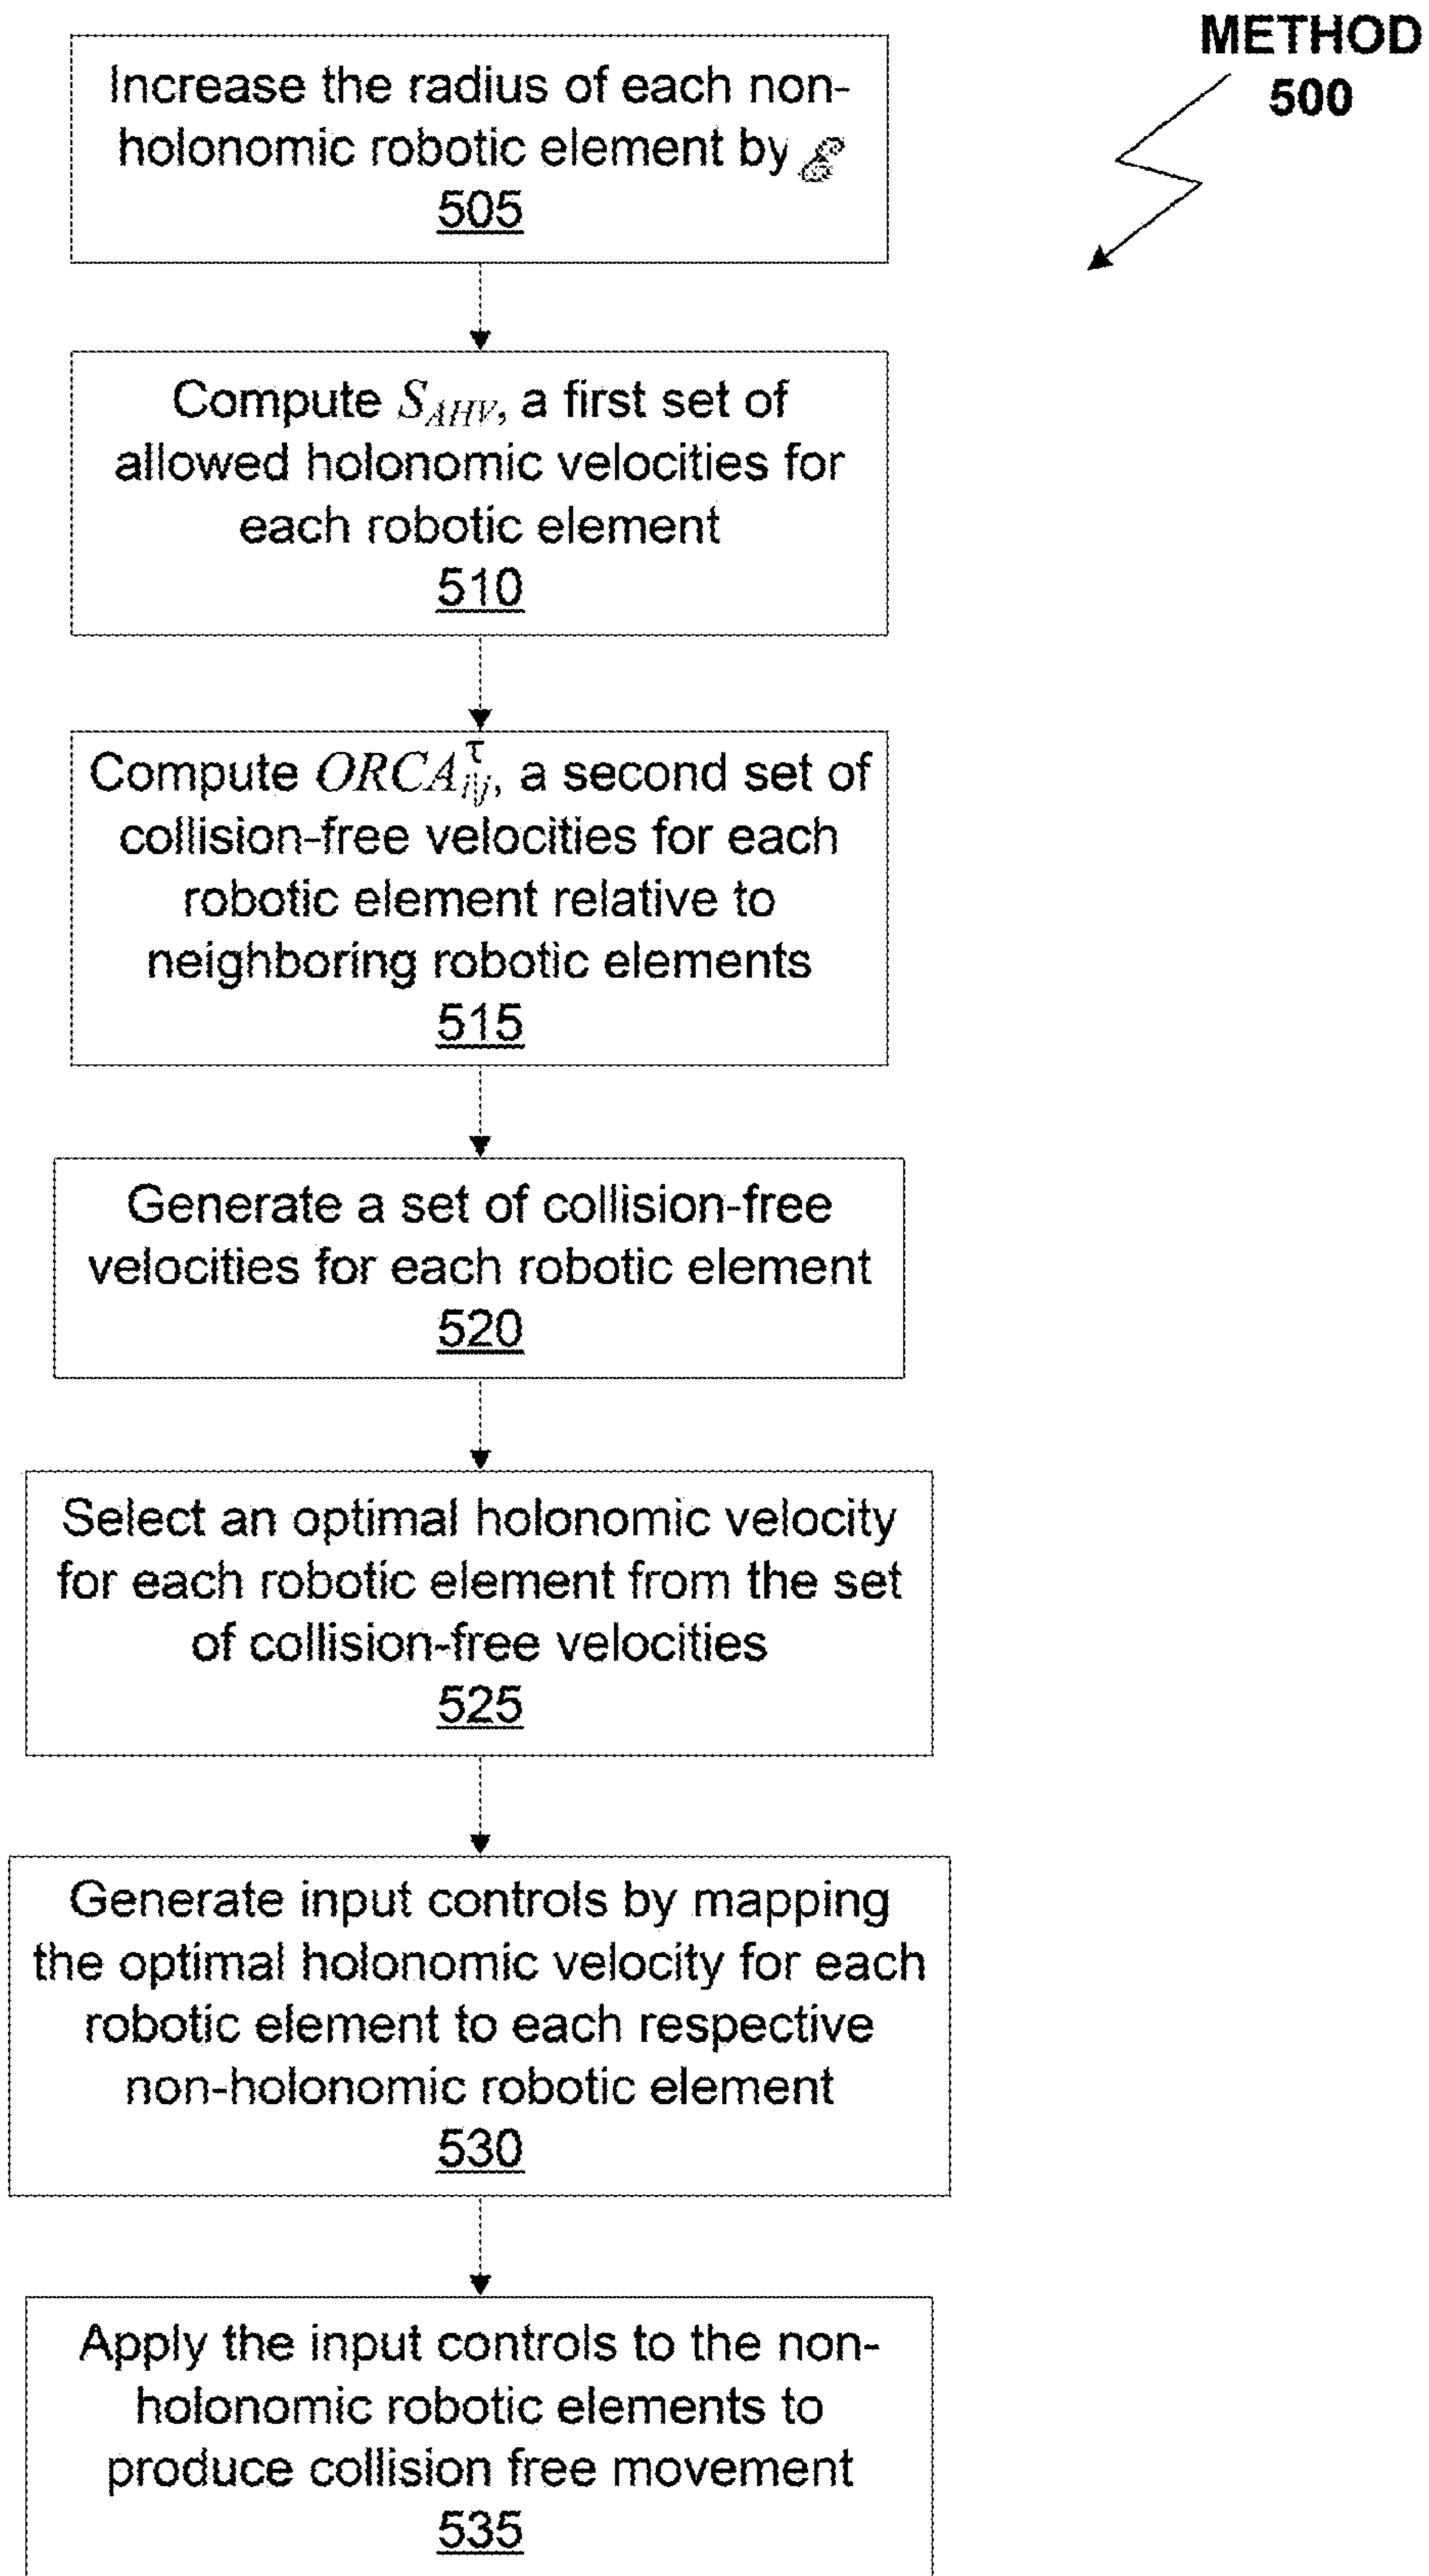 METHOD
500
Increase the radius of each non-
holonomic robotic element by ℰ
505
Compute S_AHV, a first set of
allowed holonomic velocities for
each robotic element
510
Compute ORCA^τ_i|j, a second set of
collision-free velocities for each
robotic element relative to
neighboring robotic elements
515
Generate a set of collision-free
velocities for each robotic element
520
Select an optimal holonomic velocity
for each robotic element from the set
of collision-free velocities
525
Generate input controls by mapping
the optimal holonomic velocity for each
robotic element to each respective
non-holonomic robotic element
530
Apply the input controls to the non-
holonomic robotic elements to
produce collision free movement
535